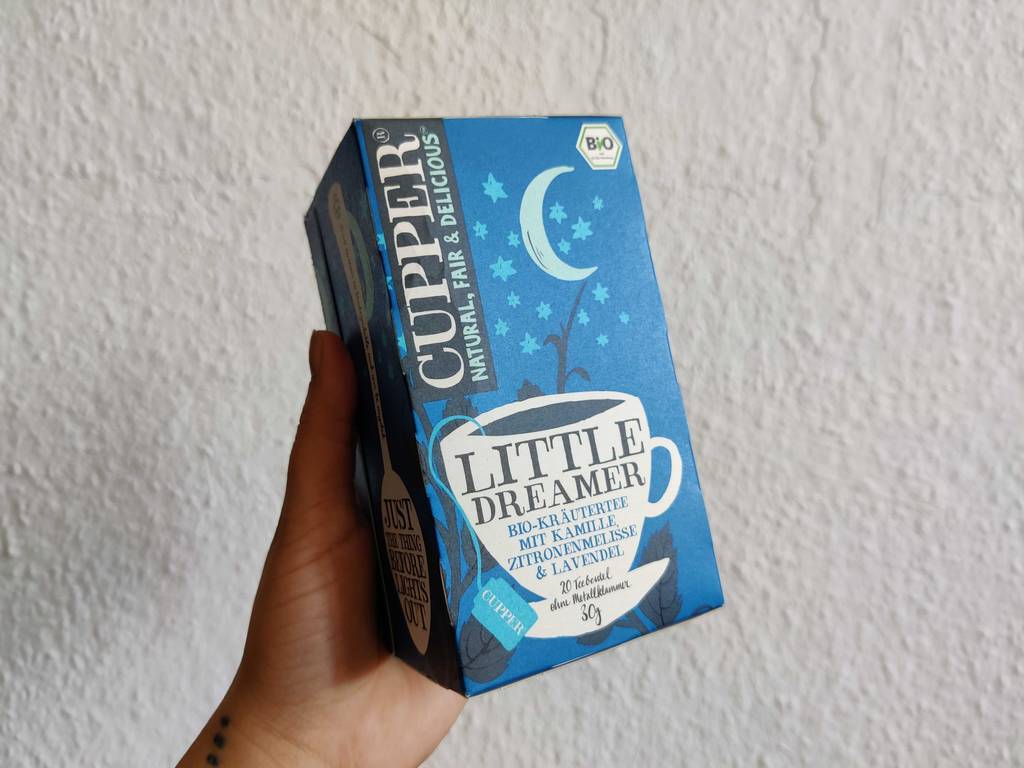 CUPPER®
NATURAL, FAIR & DELICIOUS®
BIO
LITTLE
DREAMER
BIO-KRÄUTERTEE
MIT KAMILLE,
ZITRONENMELISSE
& LAVENDEL
20 Teebeutel
ohne Metallklammer
30g
CUPPER
JUST
THE THING
BEFORE
LIGHTS
OUT